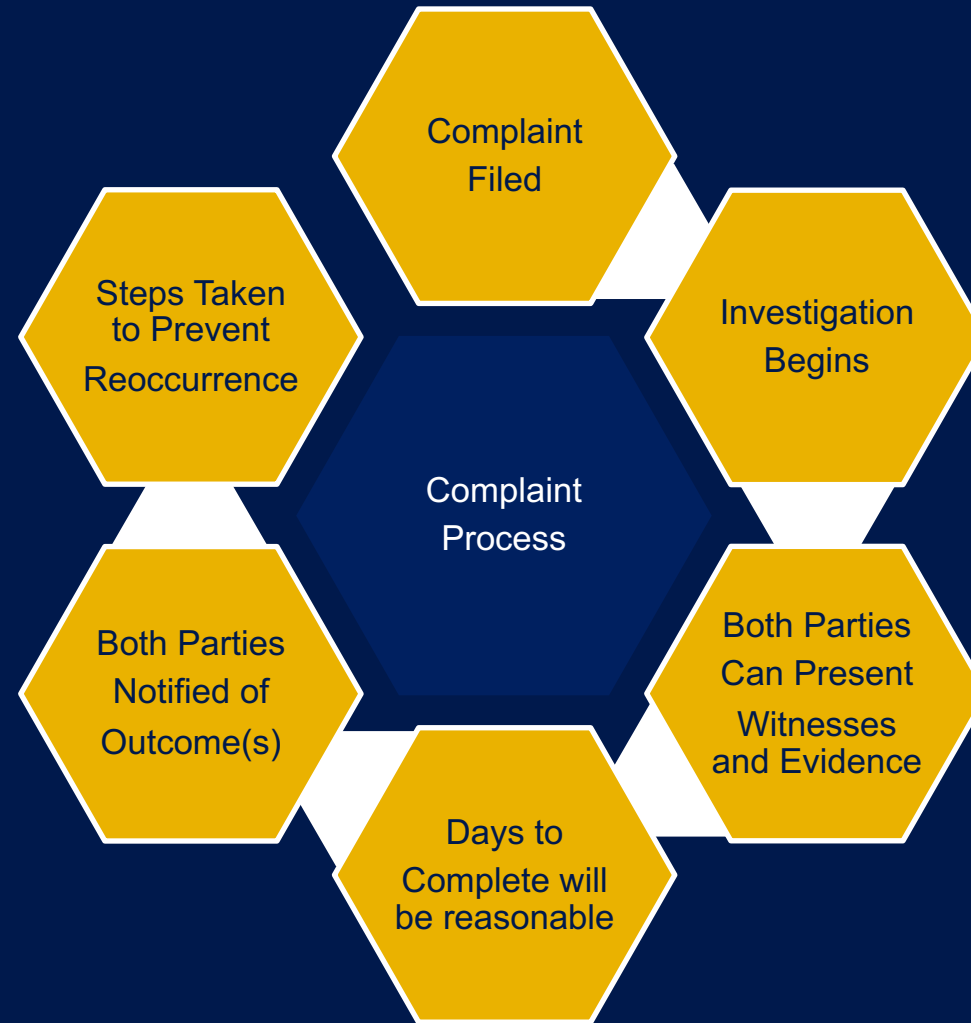 Complaint
Filed
Investigation
Begins
Both Parties
Can Present
Witnesses
and Evidence
Days to
Complete will
be reasonable
Both Parties
Notified of
Outcome(s)
Steps Taken
to Prevent
Reoccurrence
Complaint
Process